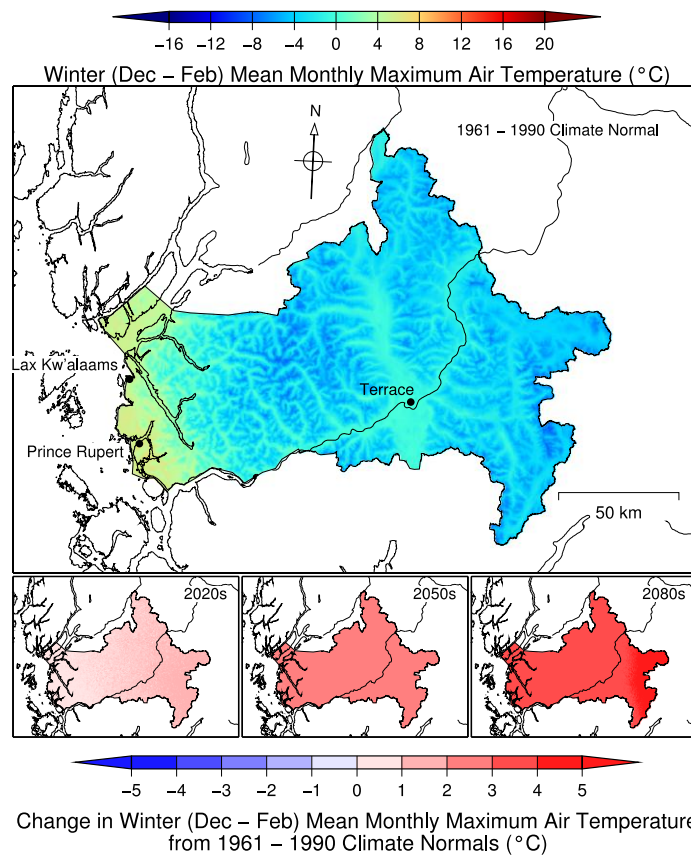 −16 −12 −8 −4 0 4 8 12 16 20
Winter (Dec − Feb) Mean Monthly Maximum Air Temperature (°C)
1961 − 1990 Climate Normal
N
Lax Kw'alaams
Terrace
Prince Rupert
50 km
2020s 2050s 2080s
−5 −4 −3 −2 −1 0 1 2 3 4 5
Change in Winter (Dec − Feb) Mean Monthly Maximum Air Temperature
from 1961 − 1990 Climate Normals (°C)